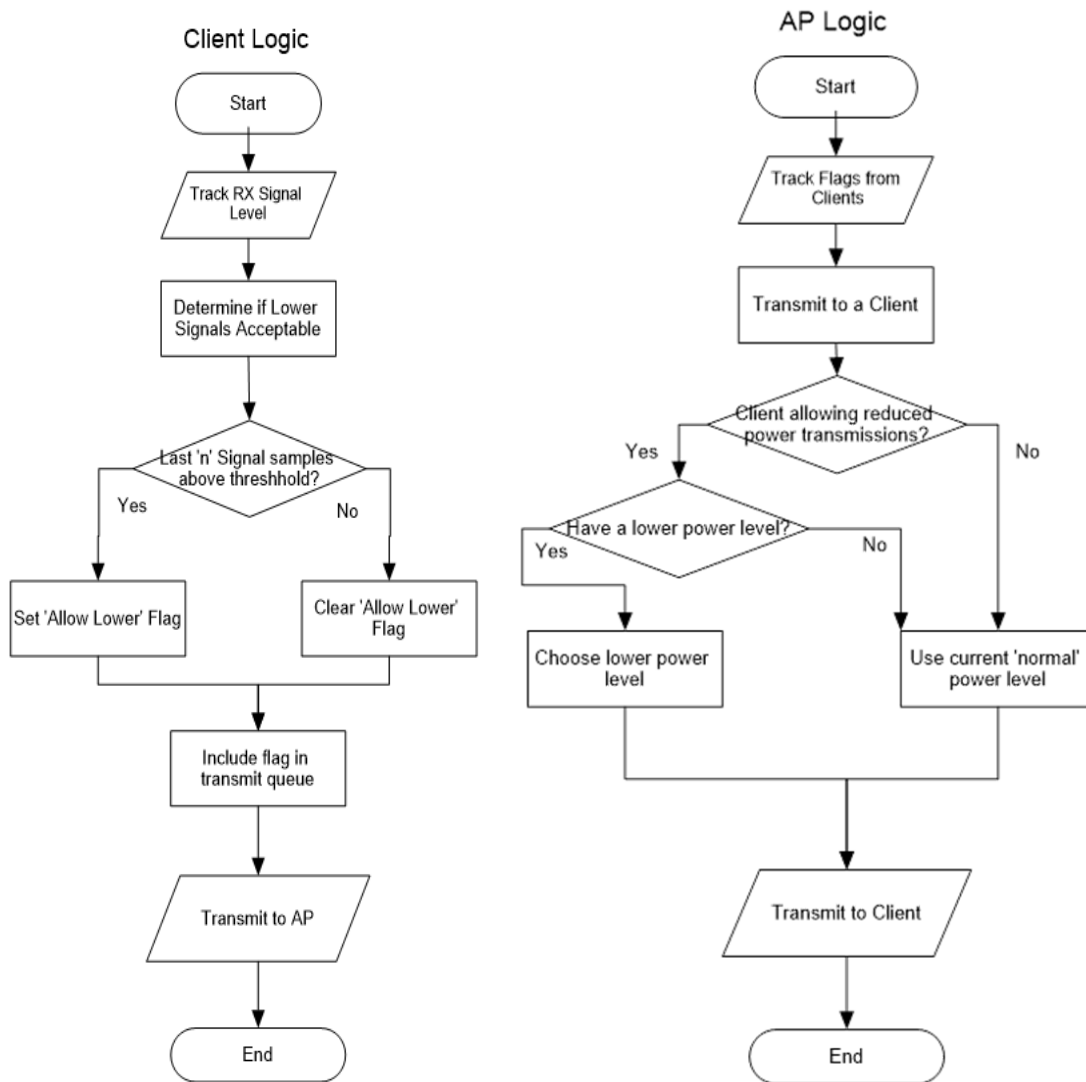 Client Logic
Start
Track RX Signal
Level
Determine if Lower
Signals Acceptable
Last 'n' Signal samples
above threshhold?
Yes
No
Set 'Allow Lower' Flag
Clear 'Allow Lower'
Flag
Include flag in
transmit queue
Transmit to AP
End
AP Logic
Start
Track Flags from
Clients
Transmit to a Client
Client allowing reduced
power transmissions?
Yes
No
Have a lower power level?
Yes
No
Choose lower power
level
Use current 'normal'
power level
Transmit to Client
End